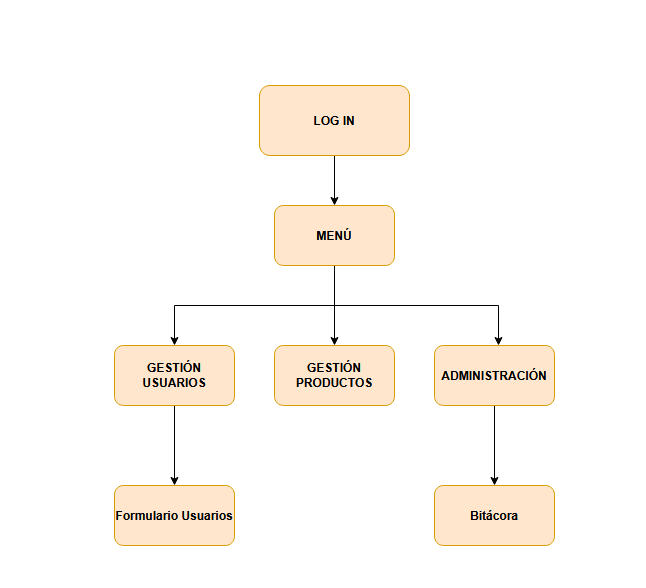 LOG IN
MENÚ
GESTIÓN
USUARIOS
GESTIÓN
PRODUCTOS
ADMINISTRACIÓN
Formulario Usuarios
Bitácora